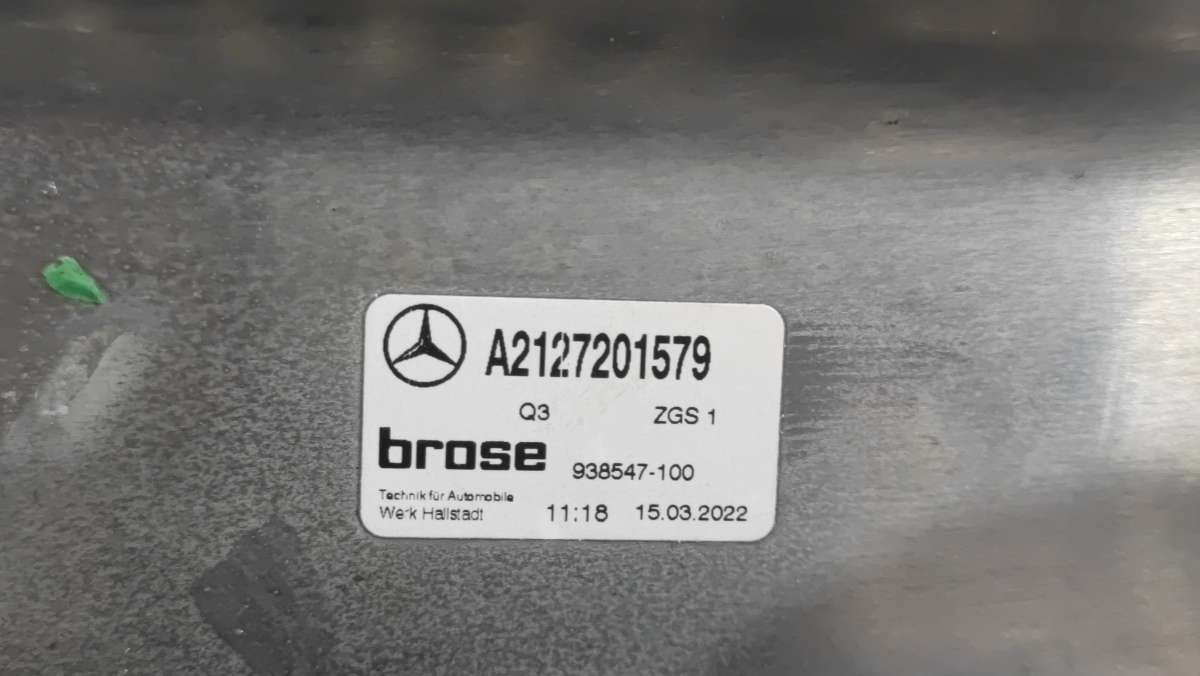 A2127201579
Q3 ZGS 1
brose 938547-100
Technik für Automobile
Werk Hallstadt 11:18 15.03.2022